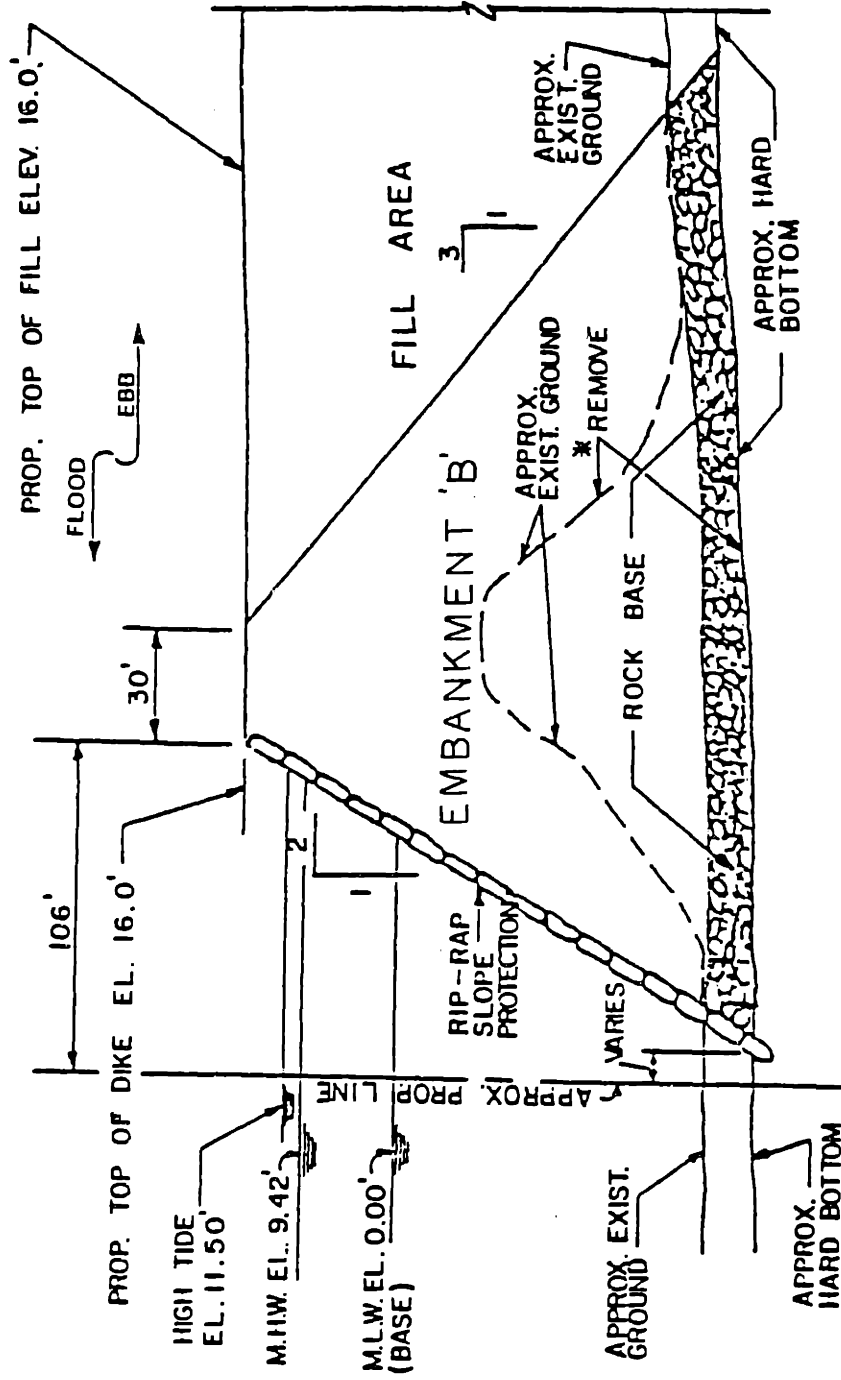 PROP. TOP OF FILL ELEV. 16.0'
FLOOD
EBB
30'
106'
PROP. TOP OF DIKE EL. 16.0'
HIGH TIDE
EL. 11.50'
M.H.W. EL. 9.42'
M.L.W. EL. 0.00'
(BASE)
2
1
FILL AREA
3
1
APPROX.
EXIST.
GROUND
EMBANKMENT 'B'
APPROX.
EXIST. GROUND
* REMOVE
RIP-RAP
SLOPE
PROTECTION
VARIES
APPROX. PROP. LINE
ROCK BASE
APPROX. HARD
BOTTOM
APPROX. EXIST.
GROUND
APPROX.
HARD BOTTOM